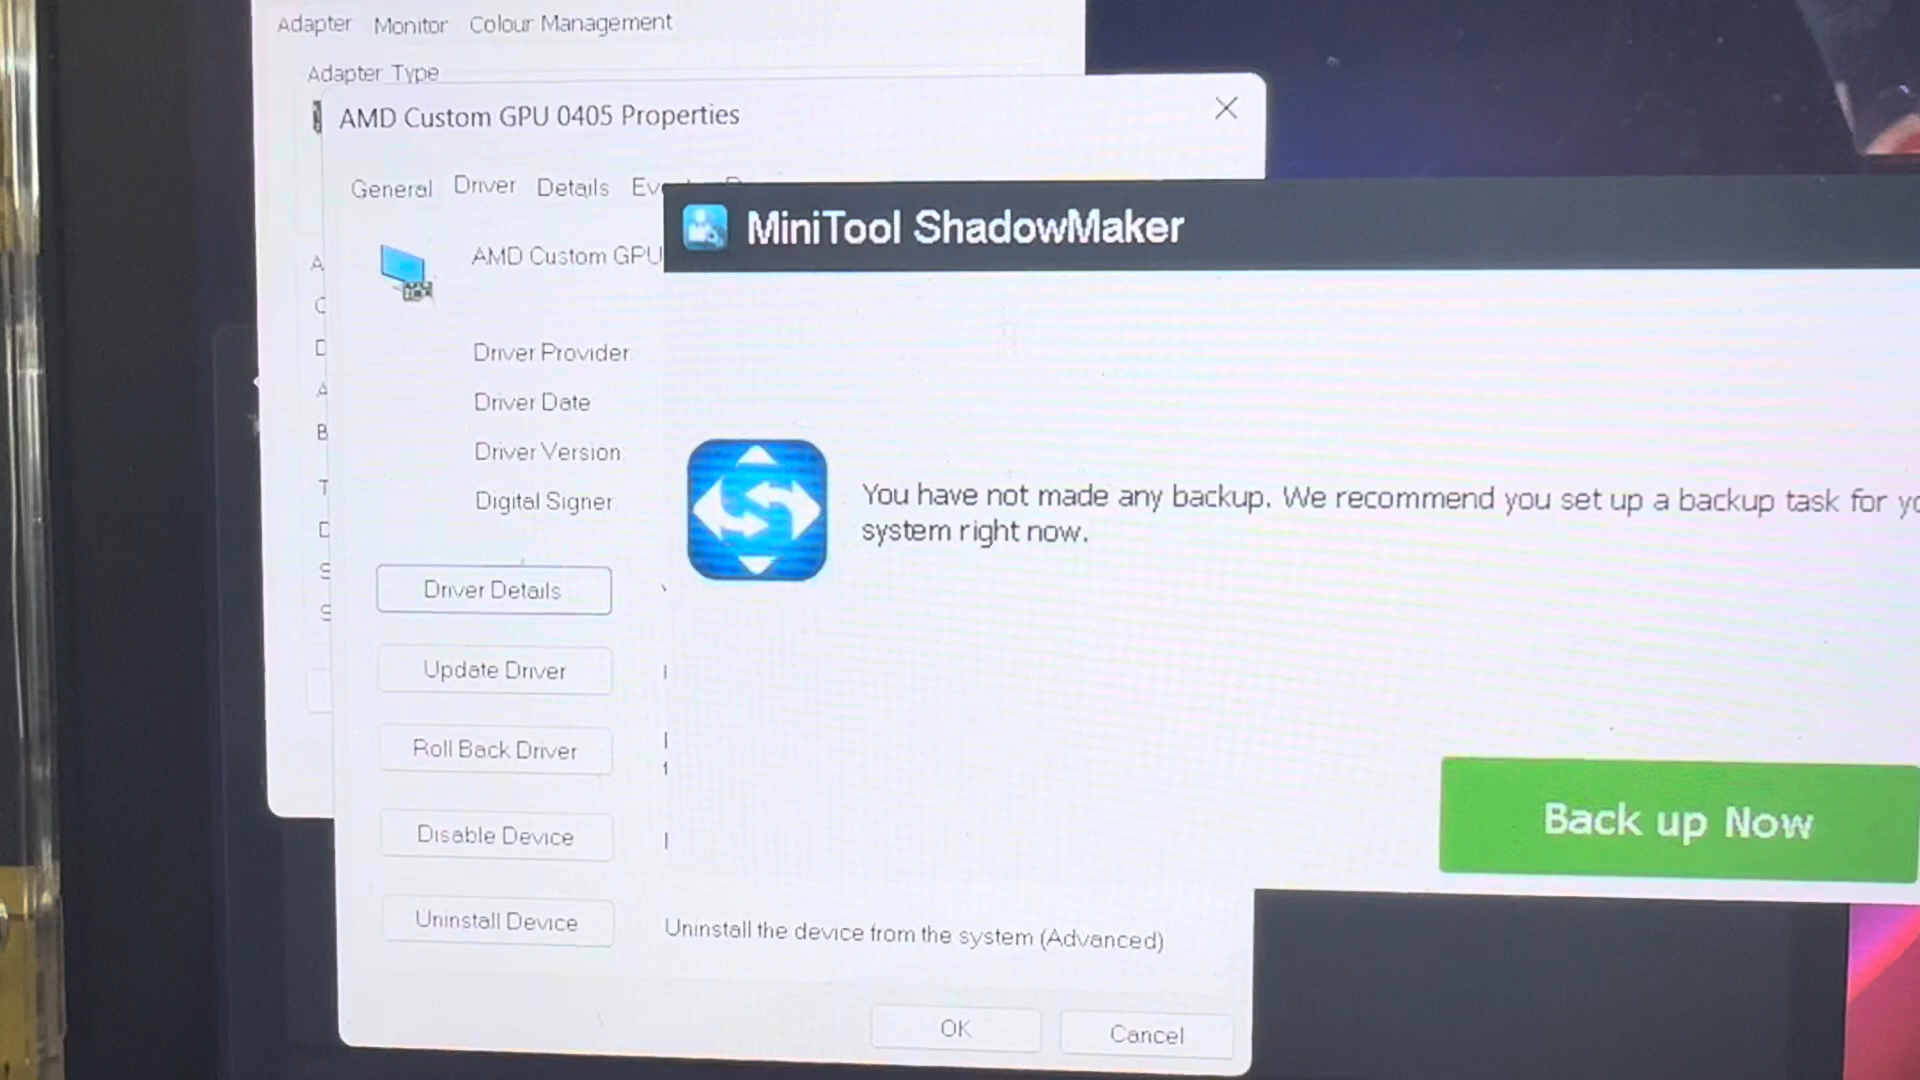 Adapter Monitor Colour Management
Adapter Type
AMD Custom GPU 0405 Properties
General Driver Details
MiniTool ShadowMaker
AMD Custom GPU
Driver Provider
Driver Date
Driver Version
Digital Signer
You have not made any backup. We recommend you set up a backup task for
system right now.
Driver Details
Update Driver
Roll Back Driver
Back up Now
Disable Device
Uninstall Device
Uninstall the device from the system (Advanced)
OK
Cancel